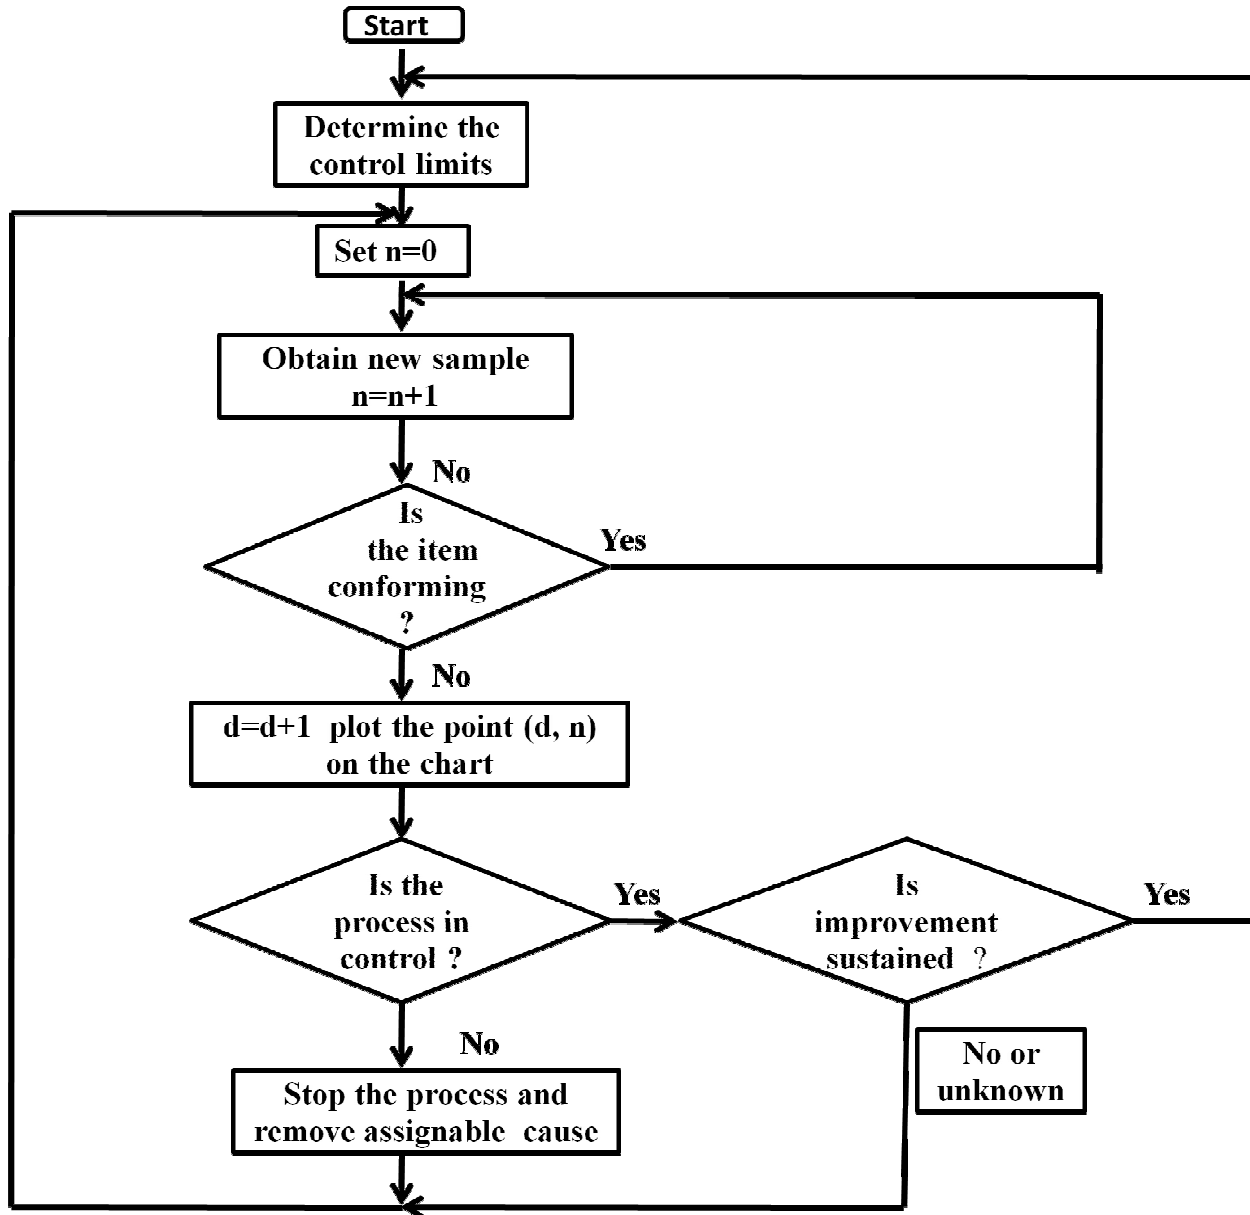 Start
Determine the
control limits
Set n=0
Obtain new sample
n=n+1
No
Is
the item
conforming
?
Yes
No
d=d+1 plot the point (d, n)
on the chart
Is the
process in
control ?
Yes
Is
improvement
sustained ?
Yes
No
No or
unknown
Stop the process and
remove assignable cause